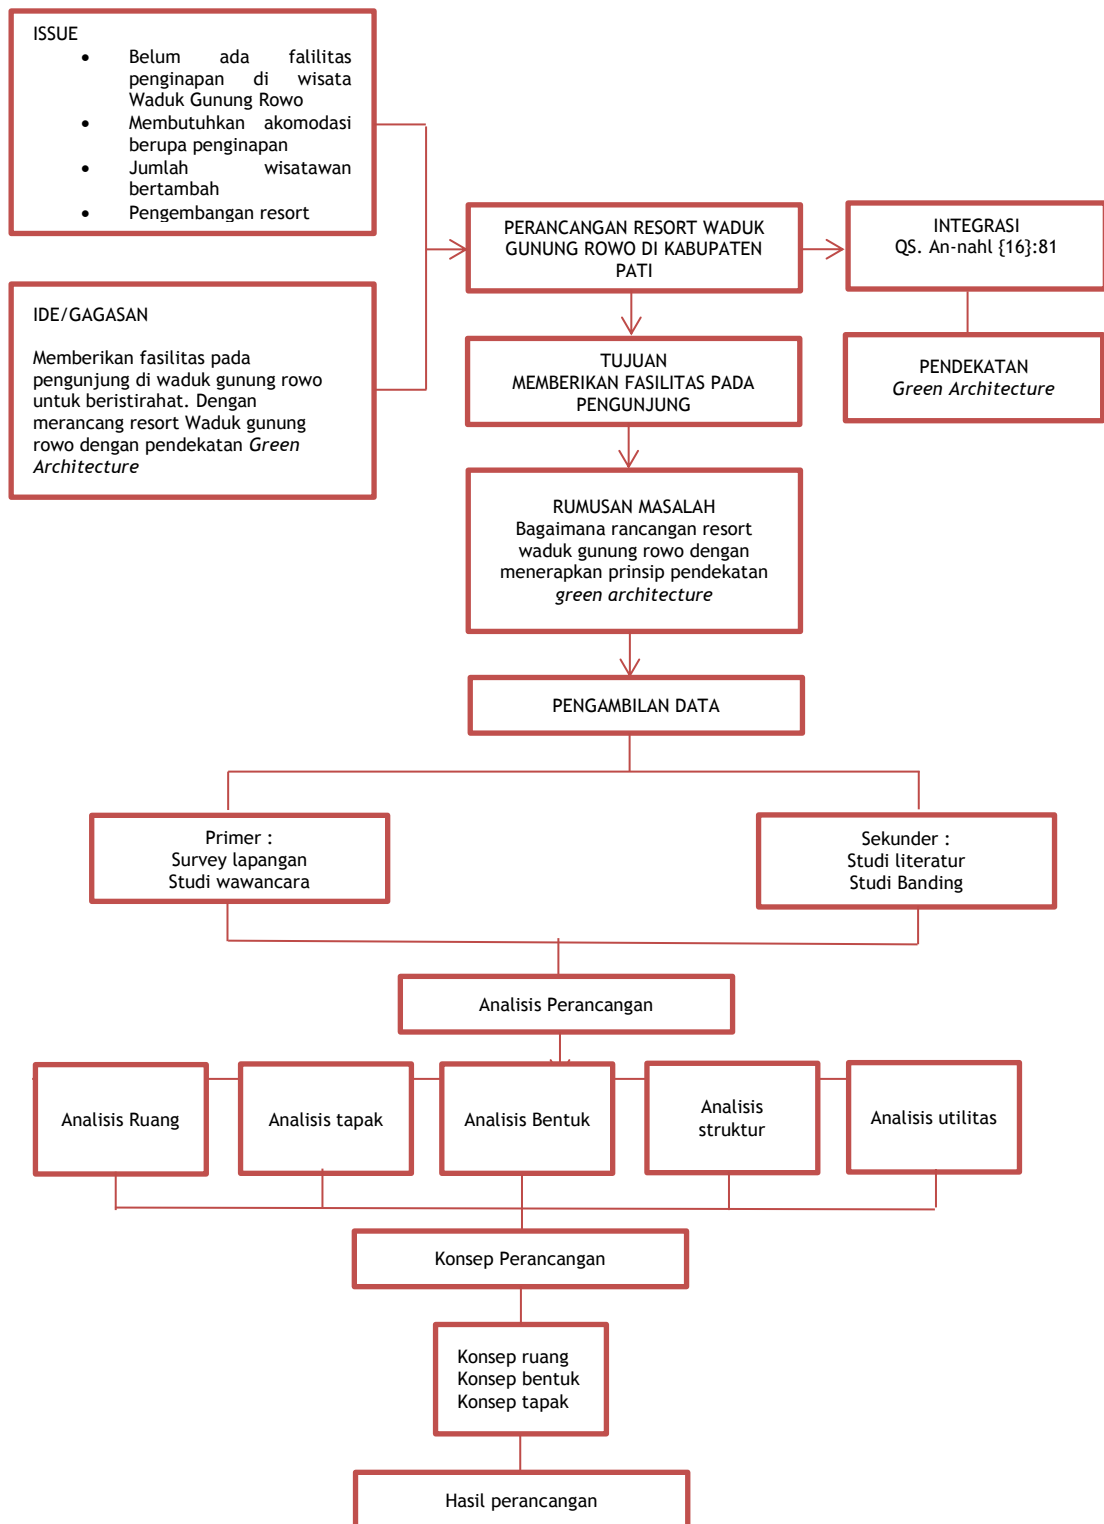 ISSUE
• Belum ada falilitas
penginapan di wisata
Waduk Gunung Rowo
• Membutuhkan akomodasi
berupa penginapan
• Jumlah wisatawan
bertambah
• Pengembangan resort
IDE/GAGASAN
Memberikan fasilitas pada
pengunjung di waduk gunung rowo
untuk beristirahat. Dengan
merancang resort Waduk gunung
rowo dengan pendekatan Green
Architecture
PERANCANGAN RESORT WADUK
GUNUNG ROWO DI KABUPATEN
PATI
INTEGRASI
QS. An-nahl {16}:81
PENDEKATAN
Green Architecture
TUJUAN
MEMBERIKAN FASILITAS PADA
PENGUNJUNG
RUMUSAN MASALAH
Bagaimana rancangan resort
waduk gunung rowo dengan
menerapkan prinsip pendekatan
green architecture
PENGAMBILAN DATA
Primer :
Survey lapangan
Studi wawancara
Sekunder :
Studi literatur
Studi Banding
Analisis Perancangan
Analisis Ruang
Analisis tapak
Analisis Bentuk
Analisis
struktur
Analisis utilitas
Konsep Perancangan
Konsep ruang
Konsep bentuk
Konsep tapak
Hasil perancangan